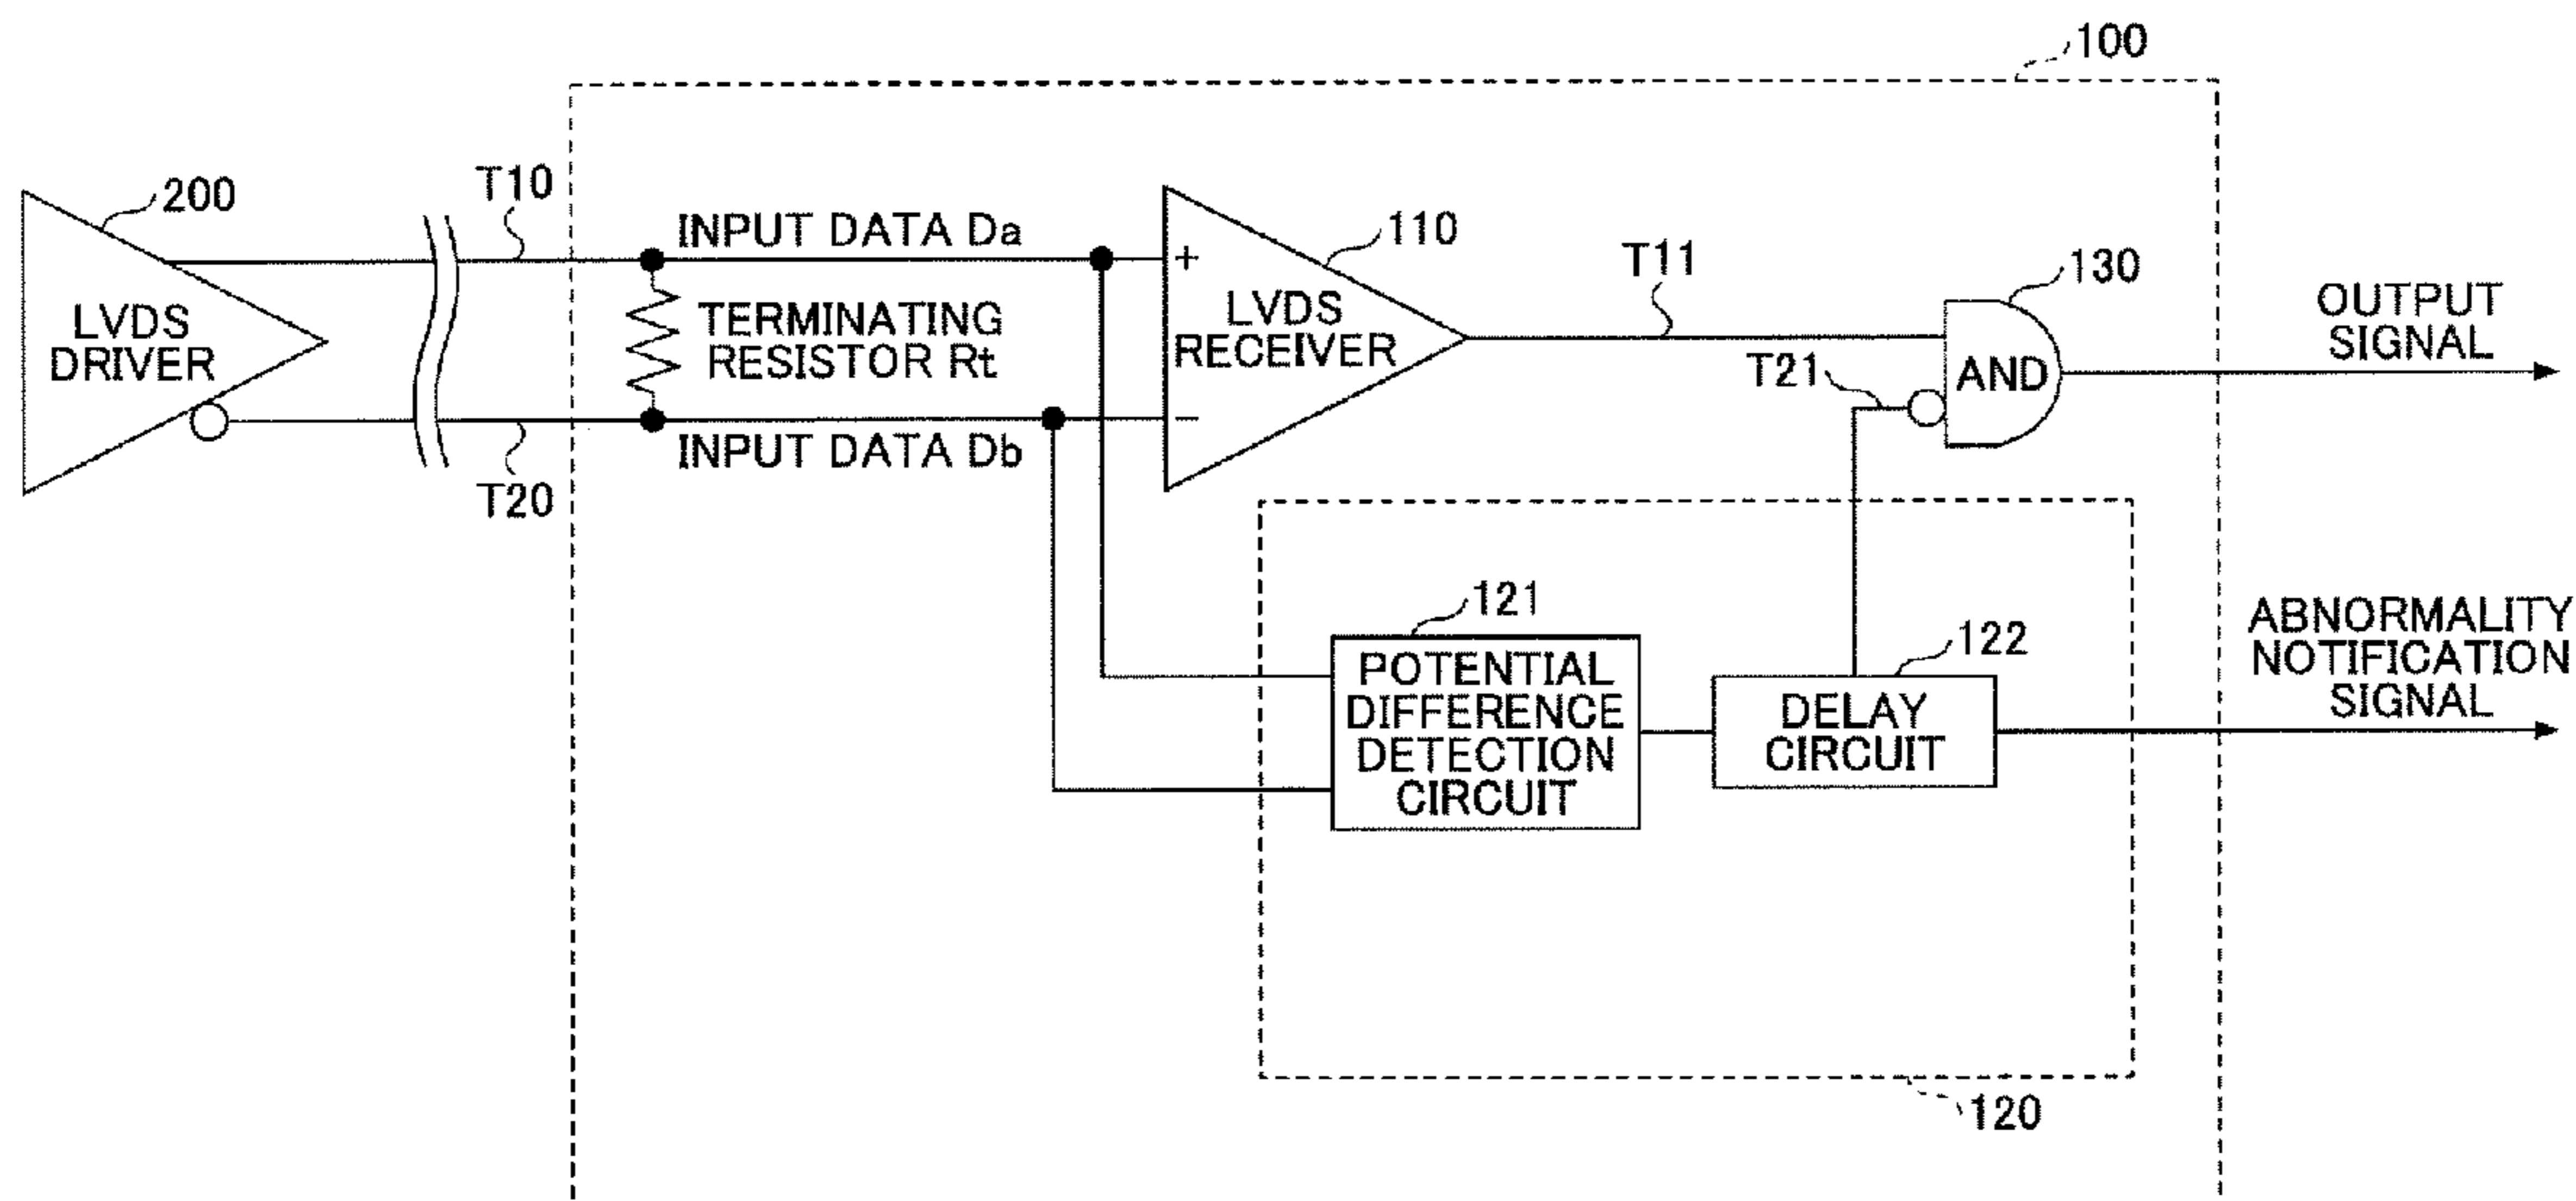 100
200
T10
INPUT DATA Da
110
T11
130
OUTPUT
SIGNAL
LVDS
DRIVER
TERMINATING
RESISTOR Rt
+
LVDS
RECEIVER
−
T21
AND
T20
INPUT DATA Db
121
POTENTIAL
DIFFERENCE
DETECTION
CIRCUIT
122
DELAY
CIRCUIT
ABNORMALITY
NOTIFICATION
SIGNAL
120